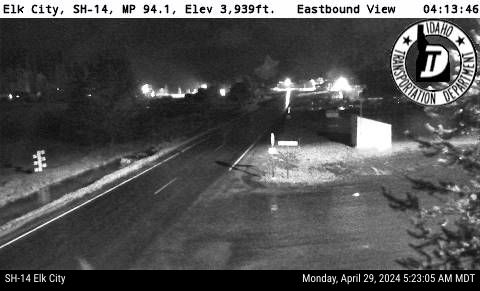 Elk City, SH-14, MP 94.1, Elev 3,939ft. Eastbound View 04:13:46
IDAHO
TRANSPORTATION DEPARTMENT
SH-14 Elk City Monday, April 29, 2024 5:23:05 AM MDT